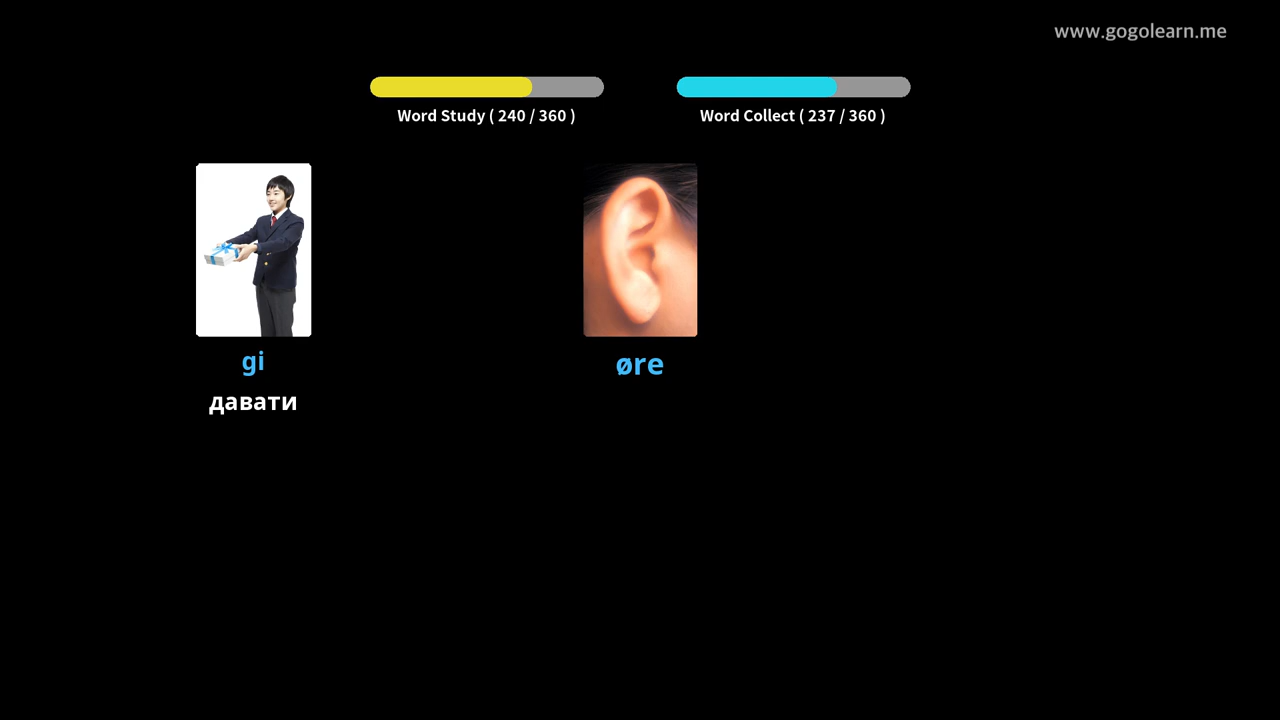 www.gogolearn.me
Word Study ( 240 / 360 )
Word Collect ( 237 / 360 )
gi
øre
давати